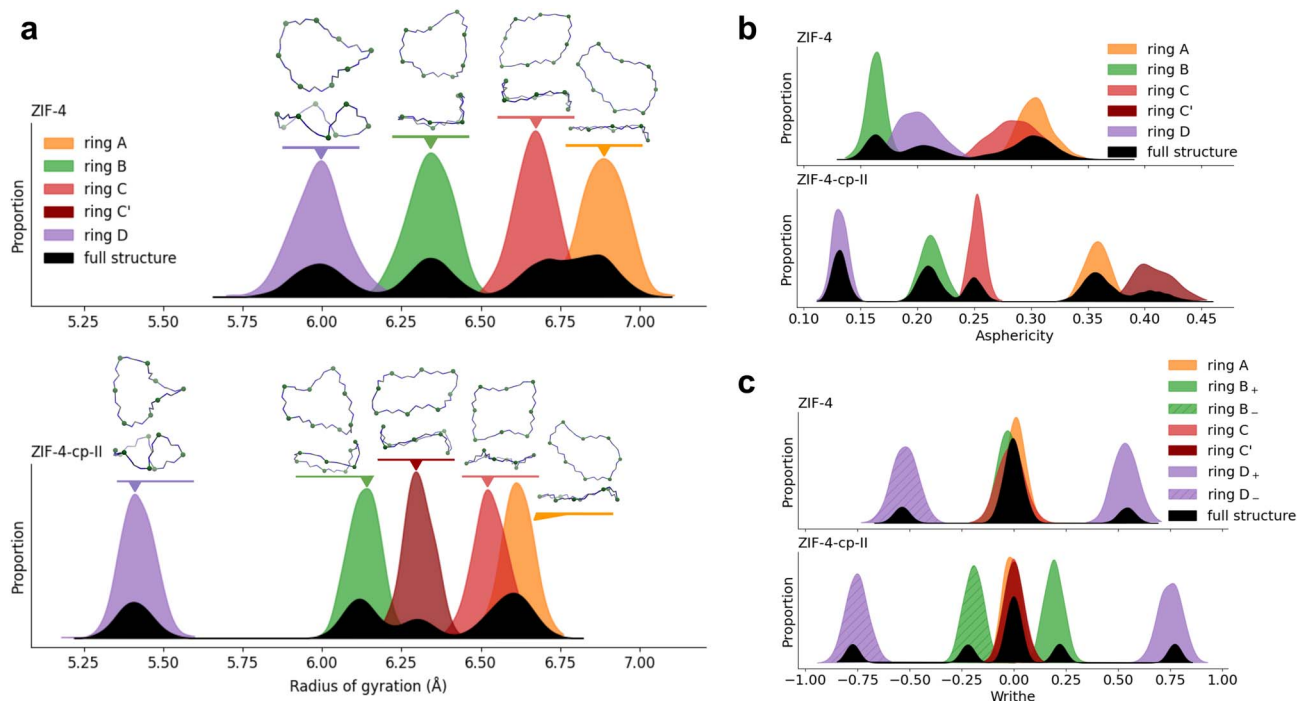 a
ZIF-4
ring A
ring B
ring C
ring C'
ring D
full structure
Proportion
5.25 5.50 5.75 6.00 6.25 6.50 6.75 7.00
ZIF-4-cp-II
Proportion
5.25 5.50 5.75 6.00 6.25 6.50 6.75 7.00
Radius of gyration (Å)
b
ZIF-4
ring A
ring B
ring C
ring C'
ring D
full structure
Proportion
ZIF-4-cp-II
Proportion
0.10 0.15 0.20 0.25 0.30 0.35 0.40 0.45
Asphericity
c
ZIF-4
ring A
ring B+
ring B−
ring C
ring C'
ring D+
ring D−
full structure
Proportion
ZIF-4-cp-II
Proportion
−1.00 −0.75 −0.50 −0.25 0.00 0.25 0.50 0.75 1.00
Writhe